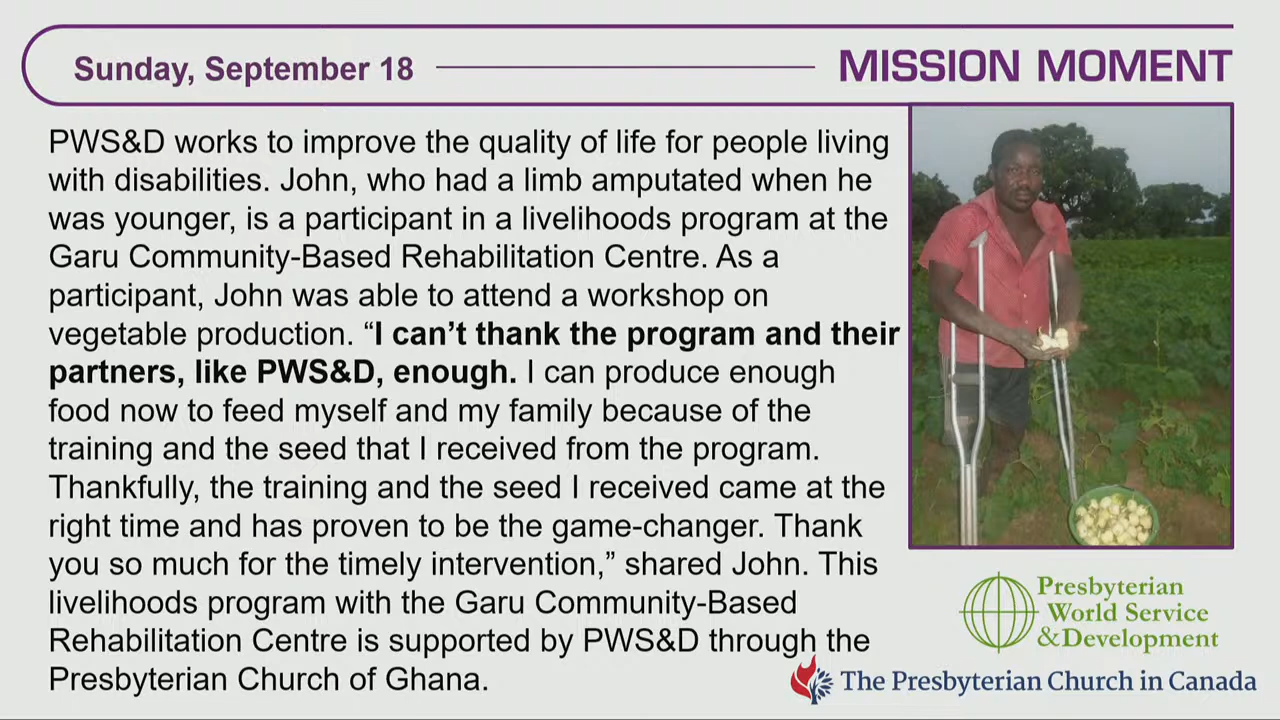 Sunday, September 18
MISSION MOMENT
PWS&D works to improve the quality of life for people living
with disabilities. John, who had a limb amputated when he
was younger, is a participant in a livelihoods program at the
Garu Community-Based Rehabilitation Centre. As a
participant, John was able to attend a workshop on
vegetable production. “I can’t thank the program and their
partners, like PWS&D, enough. I can produce enough
food now to feed myself and my family because of the
training and the seed that I received from the program.
Thankfully, the training and the seed I received came at the
right time and has proven to be the game-changer. Thank
you so much for the timely intervention,” shared John. This
livelihoods program with the Garu Community-Based
Rehabilitation Centre is supported by PWS&D through the
Presbyterian Church of Ghana.
Presbyterian
World Service
&Development
The Presbyterian Church in Canada